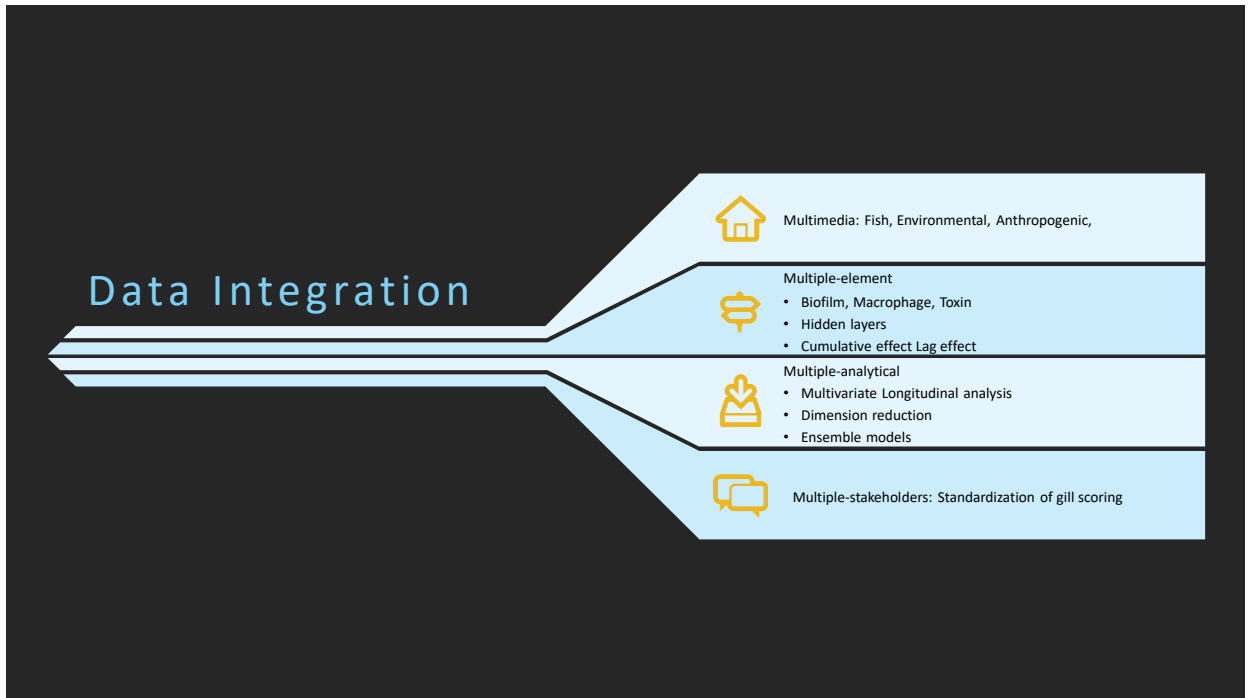 Data Integration
Multimedia: Fish, Environmental, Anthropogenic,
Multiple-element
• Biofilm, Macrophage, Toxin
• Hidden layers
• Cumulative effect Lag effect
Multiple-analytical
• Multivariate Longitudinal analysis
• Dimension reduction
• Ensemble models
Multiple-stakeholders: Standardization of gill scoring